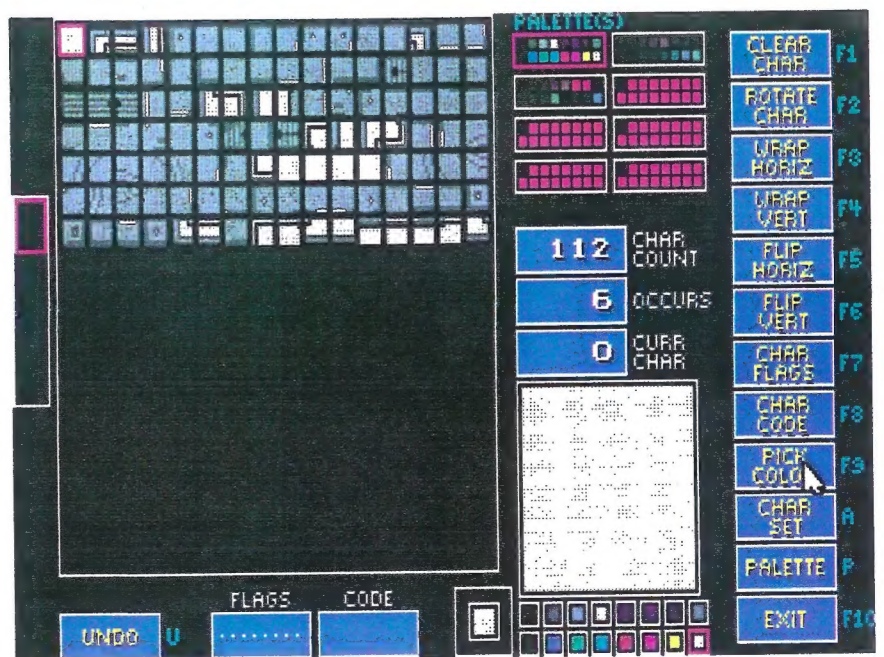 PALETTE(S)
CLEAR
CHAR
F1
ROTATE
CHAR
F2
WRAP
HORIZ
F3
WRAP
VERT
F4
FLIP
HORIZ
F5
FLIP
VERT
F6
CHAR
FLAGS
F7
CHAR
CODE
F8
PICK
F9
CHAR
SET
A
PALETTE
P
EXIT
F10
112
CHAR
COUNT
6
OCCURS
0
CURR
CHAR
FLAGS
CODE
UNDO
U
........